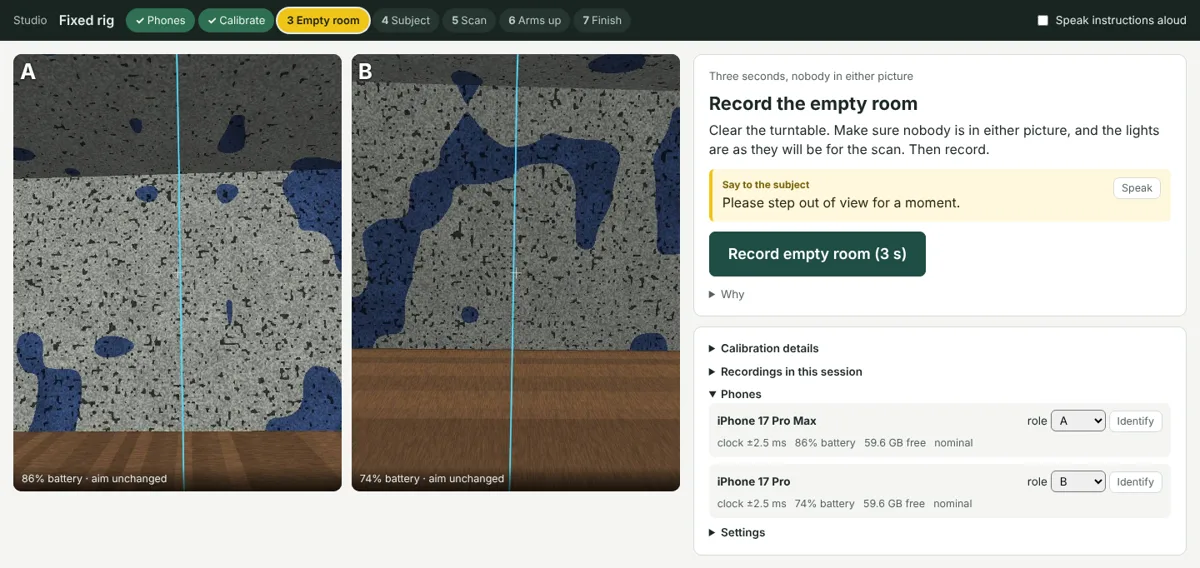 Studio Fixed rig ✓ Phones ✓ Calibrate 3 Empty room 4 Subject 5 Scan 6 Arms up 7 Finish Speak instructions aloud
A
B
86% battery · aim unchanged
74% battery · aim unchanged
Three seconds, nobody in either picture
Record the empty room
Clear the turntable. Make sure nobody is in either picture, and the lights
are as they will be for the scan. Then record.
Say to the subject
Speak
Please step out of view for a moment.
Record empty room (3 s)
Why
Calibration details
Recordings in this session
Phones
iPhone 17 Pro Max role A Identify
clock ±2.5 ms 86% battery 59.6 GB free nominal
iPhone 17 Pro role B Identify
clock ±2.5 ms 74% battery 59.6 GB free nominal
Settings